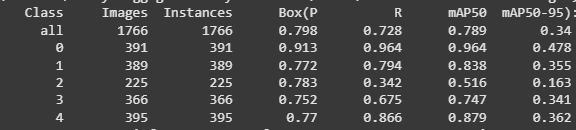 Class Images Instances Box(P R mAP50 mAP50-95):
all 1766 1766 0.798 0.728 0.789 0.34
0 391 391 0.913 0.964 0.964 0.478
1 389 389 0.772 0.794 0.838 0.355
2 225 225 0.783 0.342 0.516 0.163
3 366 366 0.752 0.675 0.747 0.341
4 395 395 0.77 0.866 0.879 0.362